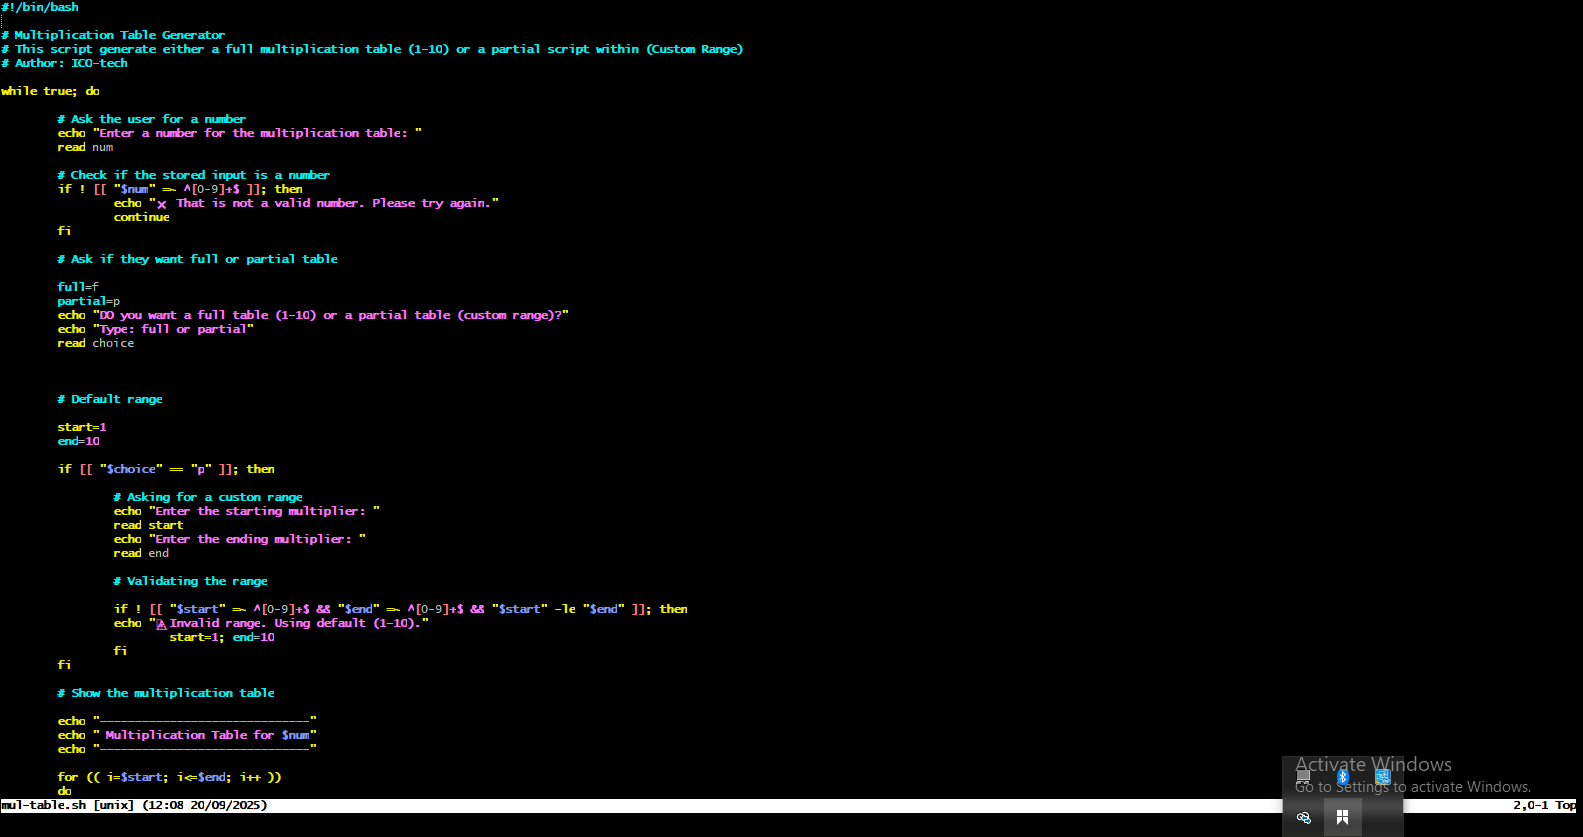 #!/bin/bash
# Multiplication Table Generator
# This script generate either a full multiplication table (1-10) or a partial script within (Custom Range)
# Author: ICO-tech
while true; do
# Ask the user for a number
echo "Enter a number for the multiplication table: "
read num
# Check if the stored input is a number
if ! [[ "$num" =~ ^[0-9]+$ ]]; then
echo "❌ That is not a valid number. Please try again."
continue
fi
# Ask if they want full or partial table
full=f
partial=p
echo "DO you want a full table (1-10) or a partial table (custom range)?"
echo "Type: full or partial"
read choice
# Default range
start=1
end=10
if [[ "$choice" == "p" ]]; then
# Asking for a custon range
echo "Enter the starting multiplier: "
read start
echo "Enter the ending multiplier: "
read end
# Validating the range
if ! [[ "$start" =~ ^[0-9]+$ && "$end" =~ ^[0-9]+$ && "$start" -le "$end" ]]; then
echo "⚠ Invalid range. Using default (1-10)."
start=1; end=10
fi
fi
# Show the multiplication table
echo "------------------------------"
echo " Multiplication Table for $num"
echo "------------------------------"
for (( i=$start; i<=$end; i++ ))
do
mul-table.sh [unix] (12:08 20/09/2025) 2,0-1 Top
Activate Windows
Go to Settings to activate Windows.